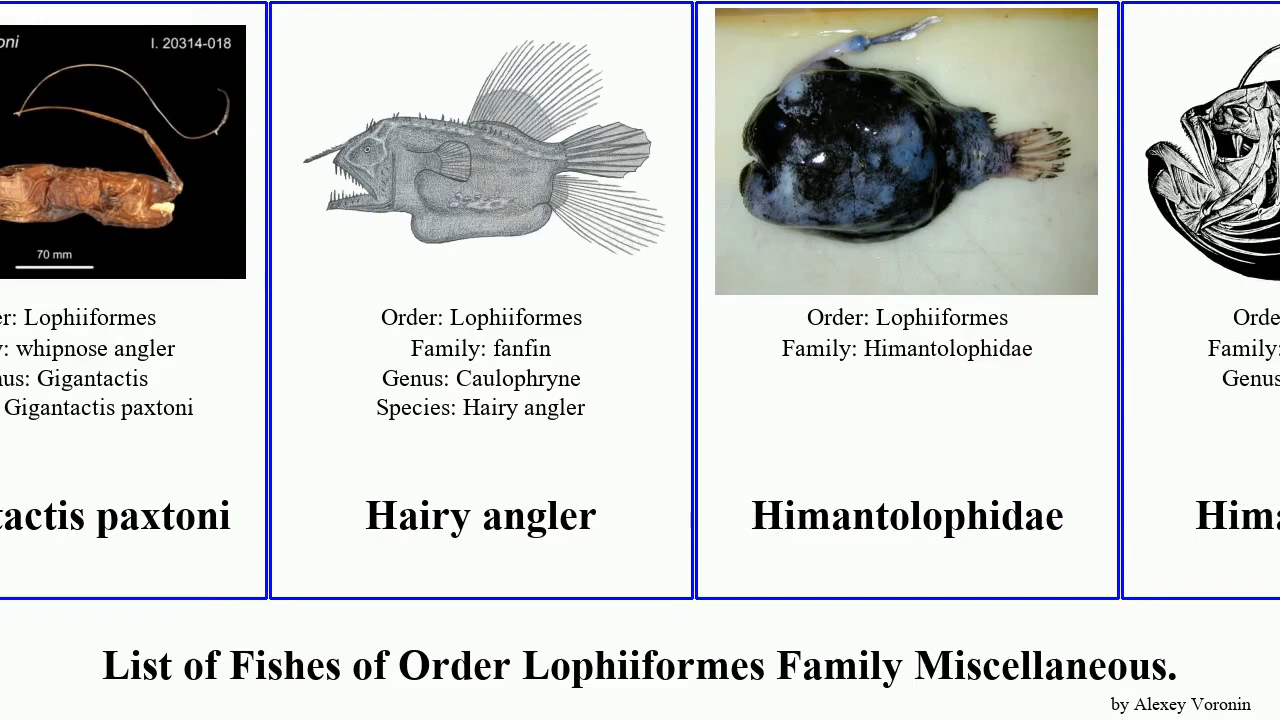 oni
I. 20314-018
70 mm
r: Lophiiformes
: whipnose angler
us: Gigantactis
Gigantactis paxtoni
tactis paxtoni
Order: Lophiiformes
Family: fanfin
Genus: Caulophryne
Species: Hairy angler
Hairy angler
Order: Lophiiformes
Family: Himantolophidae
Himantolophidae
Orde
Family:
Genus
Hima
List of Fishes of Order Lophiiformes Family Miscellaneous.
by Alexey Voronin